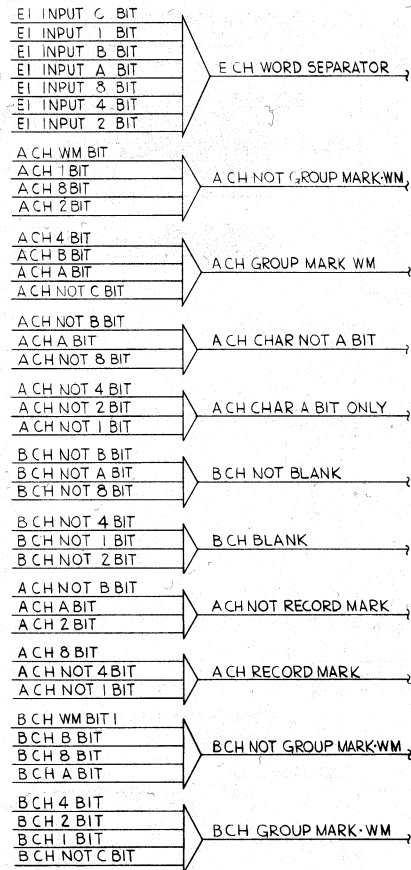 E1 INPUT C BIT
E1 INPUT 1 BIT
E1 INPUT B BIT
E1 INPUT A BIT
E1 INPUT 8 BIT
E1 INPUT 4 BIT
E1 INPUT 2 BIT
E CH WORD SEPARATOR
A CH WM BIT
A CH 1 BIT
A CH 8 BIT
A CH 2 BIT
A CH NOT GROUP MARK·WM
A CH 4 BIT
A CH B BIT
A CH A BIT
A CH NOT C BIT
A CH GROUP MARK WM
A CH NOT B BIT
A CH A BIT
A CH NOT 8 BIT
A CH CHAR NOT A BIT
A CH NOT 4 BIT
A CH NOT 2 BIT
A CH NOT 1 BIT
A CH CHAR A BIT ONLY
B CH NOT B BIT
B CH NOT A BIT
B CH NOT 8 BIT
B CH NOT BLANK
B CH NOT 4 BIT
B CH NOT 1 BIT
B CH NOT 2 BIT
B CH BLANK
A CH NOT B BIT
A CH A BIT
A CH 2 BIT
A CH NOT RECORD MARK
A CH 8 BIT
A CH NOT 4 BIT
A CH NOT 1 BIT
A CH RECORD MARK
B CH WM BIT 1
B CH B BIT
B CH 8 BIT
B CH A BIT
B CH NOT GROUP MARK·WM
B CH 4 BIT
B CH 2 BIT
B CH 1 BIT
B CH NOT C BIT
B CH GROUP MARK·WM